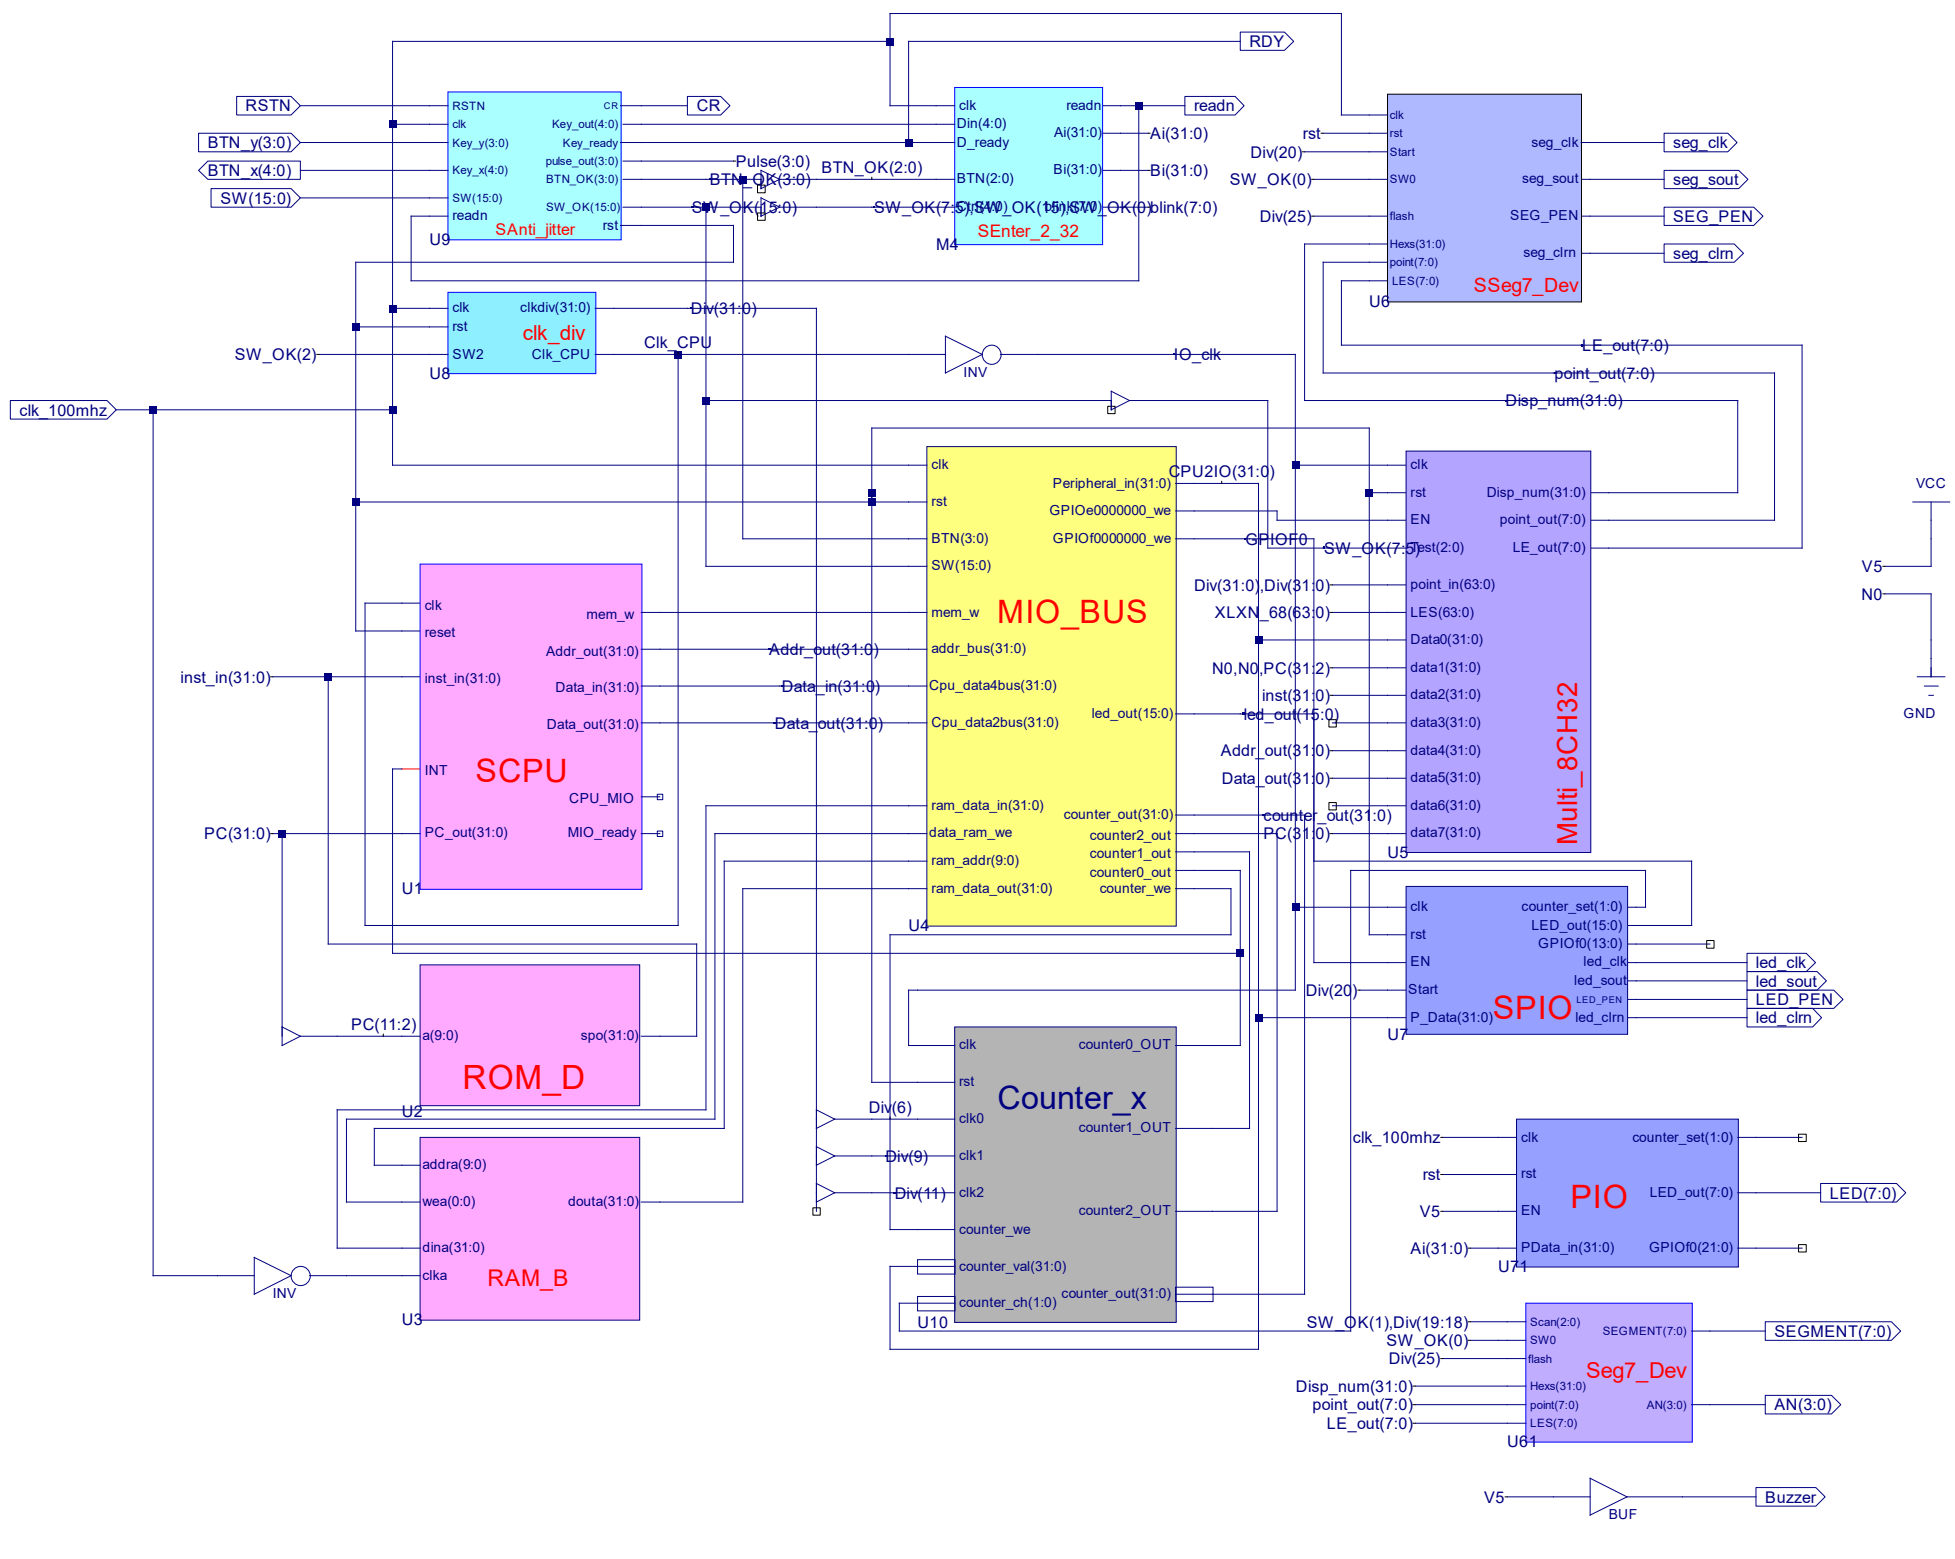 RDY
RSTN
BTN_y(3:0)
BTN_x(4:0)
SW(15:0)
RSTN
clk
Key_y(3:0)
Key_x(4:0)
SW(15:0)
readn
CR
Key_out(4:0)
Key_ready
pulse_out(3:0)
BTN_OK(3:0)
SW_OK(15:0)
rst
SAnti_jitter
U9
CR
Pulse(3:0)
BTN_OK(3:0)
BTN_OK(2:0)
SW_OK(15:0)
SW_OK(7:5),SW_OK(15),SW_OK(0)
clk
Din(4:0)
D_ready
BTN(2:0)
readn
Ai(31:0)
Bi(31:0)
SEnter_2_32
M4
readn
Ai(31:0)
Bi(31:0)
blink(7:0)
rst
Div(20)
SW_OK(0)
Div(25)
clk
rst
Start
SW0
flash
Hexs(31:0)
point(7:0)
LES(7:0)
seg_clk
seg_sout
SEG_PEN
seg_clrn
SSeg7_Dev
U6
seg_clk
seg_sout
SEG_PEN
seg_clrn
SW_OK(2)
clk
rst
SW2
clkdiv(31:0)
clk_div
Clk_CPU
U8
Div(31:0)
Clk_CPU
INV
IO_clk
LE_out(7:0)
point_out(7:0)
Disp_num(31:0)
clk_100mhz
clk
rst
BTN(3:0)
SW(15:0)
mem_w
addr_bus(31:0)
Cpu_data4bus(31:0)
Cpu_data2bus(31:0)
ram_data_in(31:0)
data_ram_we
ram_addr(9:0)
ram_data_out(31:0)
MIO_BUS
Peripheral_in(31:0)
GPIOe0000000_we
GPIOf0000000_we
led_out(15:0)
counter_out(31:0)
counter2_out
counter1_out
counter0_out
counter_we
U4
CPU2IO(31:0)
GPIOF0
SW_OK(7:5)
Div(31:0),Div(31:0)
XLXN_68(63:0)
N0,N0,PC(31:2)
inst(31:0)
led_out(15:0)
Addr_out(31:0)
Data_out(31:0)
counter_out(31:0)
PC(31:0)
clk
rst
EN
Test(2:0)
point_in(63:0)
LES(63:0)
Data0(31:0)
data1(31:0)
data2(31:0)
data3(31:0)
data4(31:0)
data5(31:0)
data6(31:0)
data7(31:0)
Disp_num(31:0)
point_out(7:0)
LE_out(7:0)
Multi_8CH32
U5
VCC
V5
N0
GND
inst_in(31:0)
PC(31:0)
clk
reset
inst_in(31:0)
INT
PC_out(31:0)
SCPU
mem_w
Addr_out(31:0)
Data_in(31:0)
Data_out(31:0)
CPU_MIO
MIO_ready
U1
Addr_out(31:0)
Data_in(31:0)
Data_out(31:0)
PC(11:2)
a(9:0)
spo(31:0)
ROM_D
U2
addra(9:0)
wea(0:0)
dina(31:0)
clka
douta(31:0)
RAM_B
U3
INV
Div(6)
Div(9)
Div(11)
clk
rst
clk0
clk1
clk2
counter_we
counter_val(31:0)
counter_ch(1:0)
Counter_x
counter0_OUT
counter1_OUT
counter2_OUT
counter_out(31:0)
U10
Div(20)
clk
rst
EN
Start
P_Data(31:0)
SPIO
counter_set(1:0)
LED_out(15:0)
GPIOf0(13:0)
led_clk
led_sout
LED_PEN
led_clrn
U7
led_clk
led_sout
LED_PEN
led_clrn
clk_100mhz
rst
V5
Ai(31:0)
clk
rst
EN
PData_in(31:0)
PIO
counter_set(1:0)
LED_out(7:0)
GPIOf0(21:0)
U71
LED(7:0)
SW_OK(1),Div(19:18)
SW_OK(0)
Div(25)
Disp_num(31:0)
point_out(7:0)
LE_out(7:0)
Scan(2:0)
SW0
flash
Hexs(31:0)
point(7:0)
LES(7:0)
SEGMENT(7:0)
Seg7_Dev
AN(3:0)
U61
SEGMENT(7:0)
AN(3:0)
V5
BUF
Buzzer